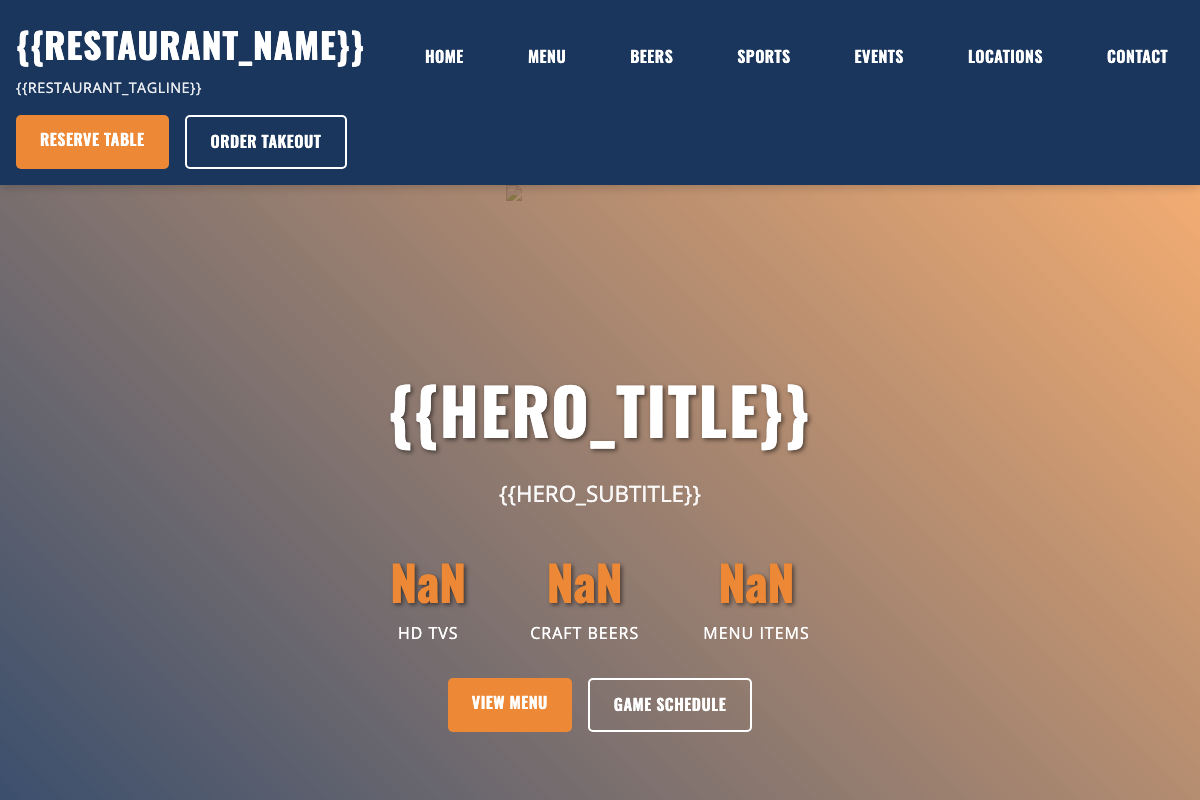 {{RESTAURANT_NAME}}
{{RESTAURANT_TAGLINE}}
HOME MENU BEERS SPORTS EVENTS LOCATIONS CONTACT
RESERVE TABLE ORDER TAKEOUT
{{HERO_TITLE}}
{{HERO_SUBTITLE}}
NaN NaN NaN
HD TVS CRAFT BEERS MENU ITEMS
VIEW MENU GAME SCHEDULE